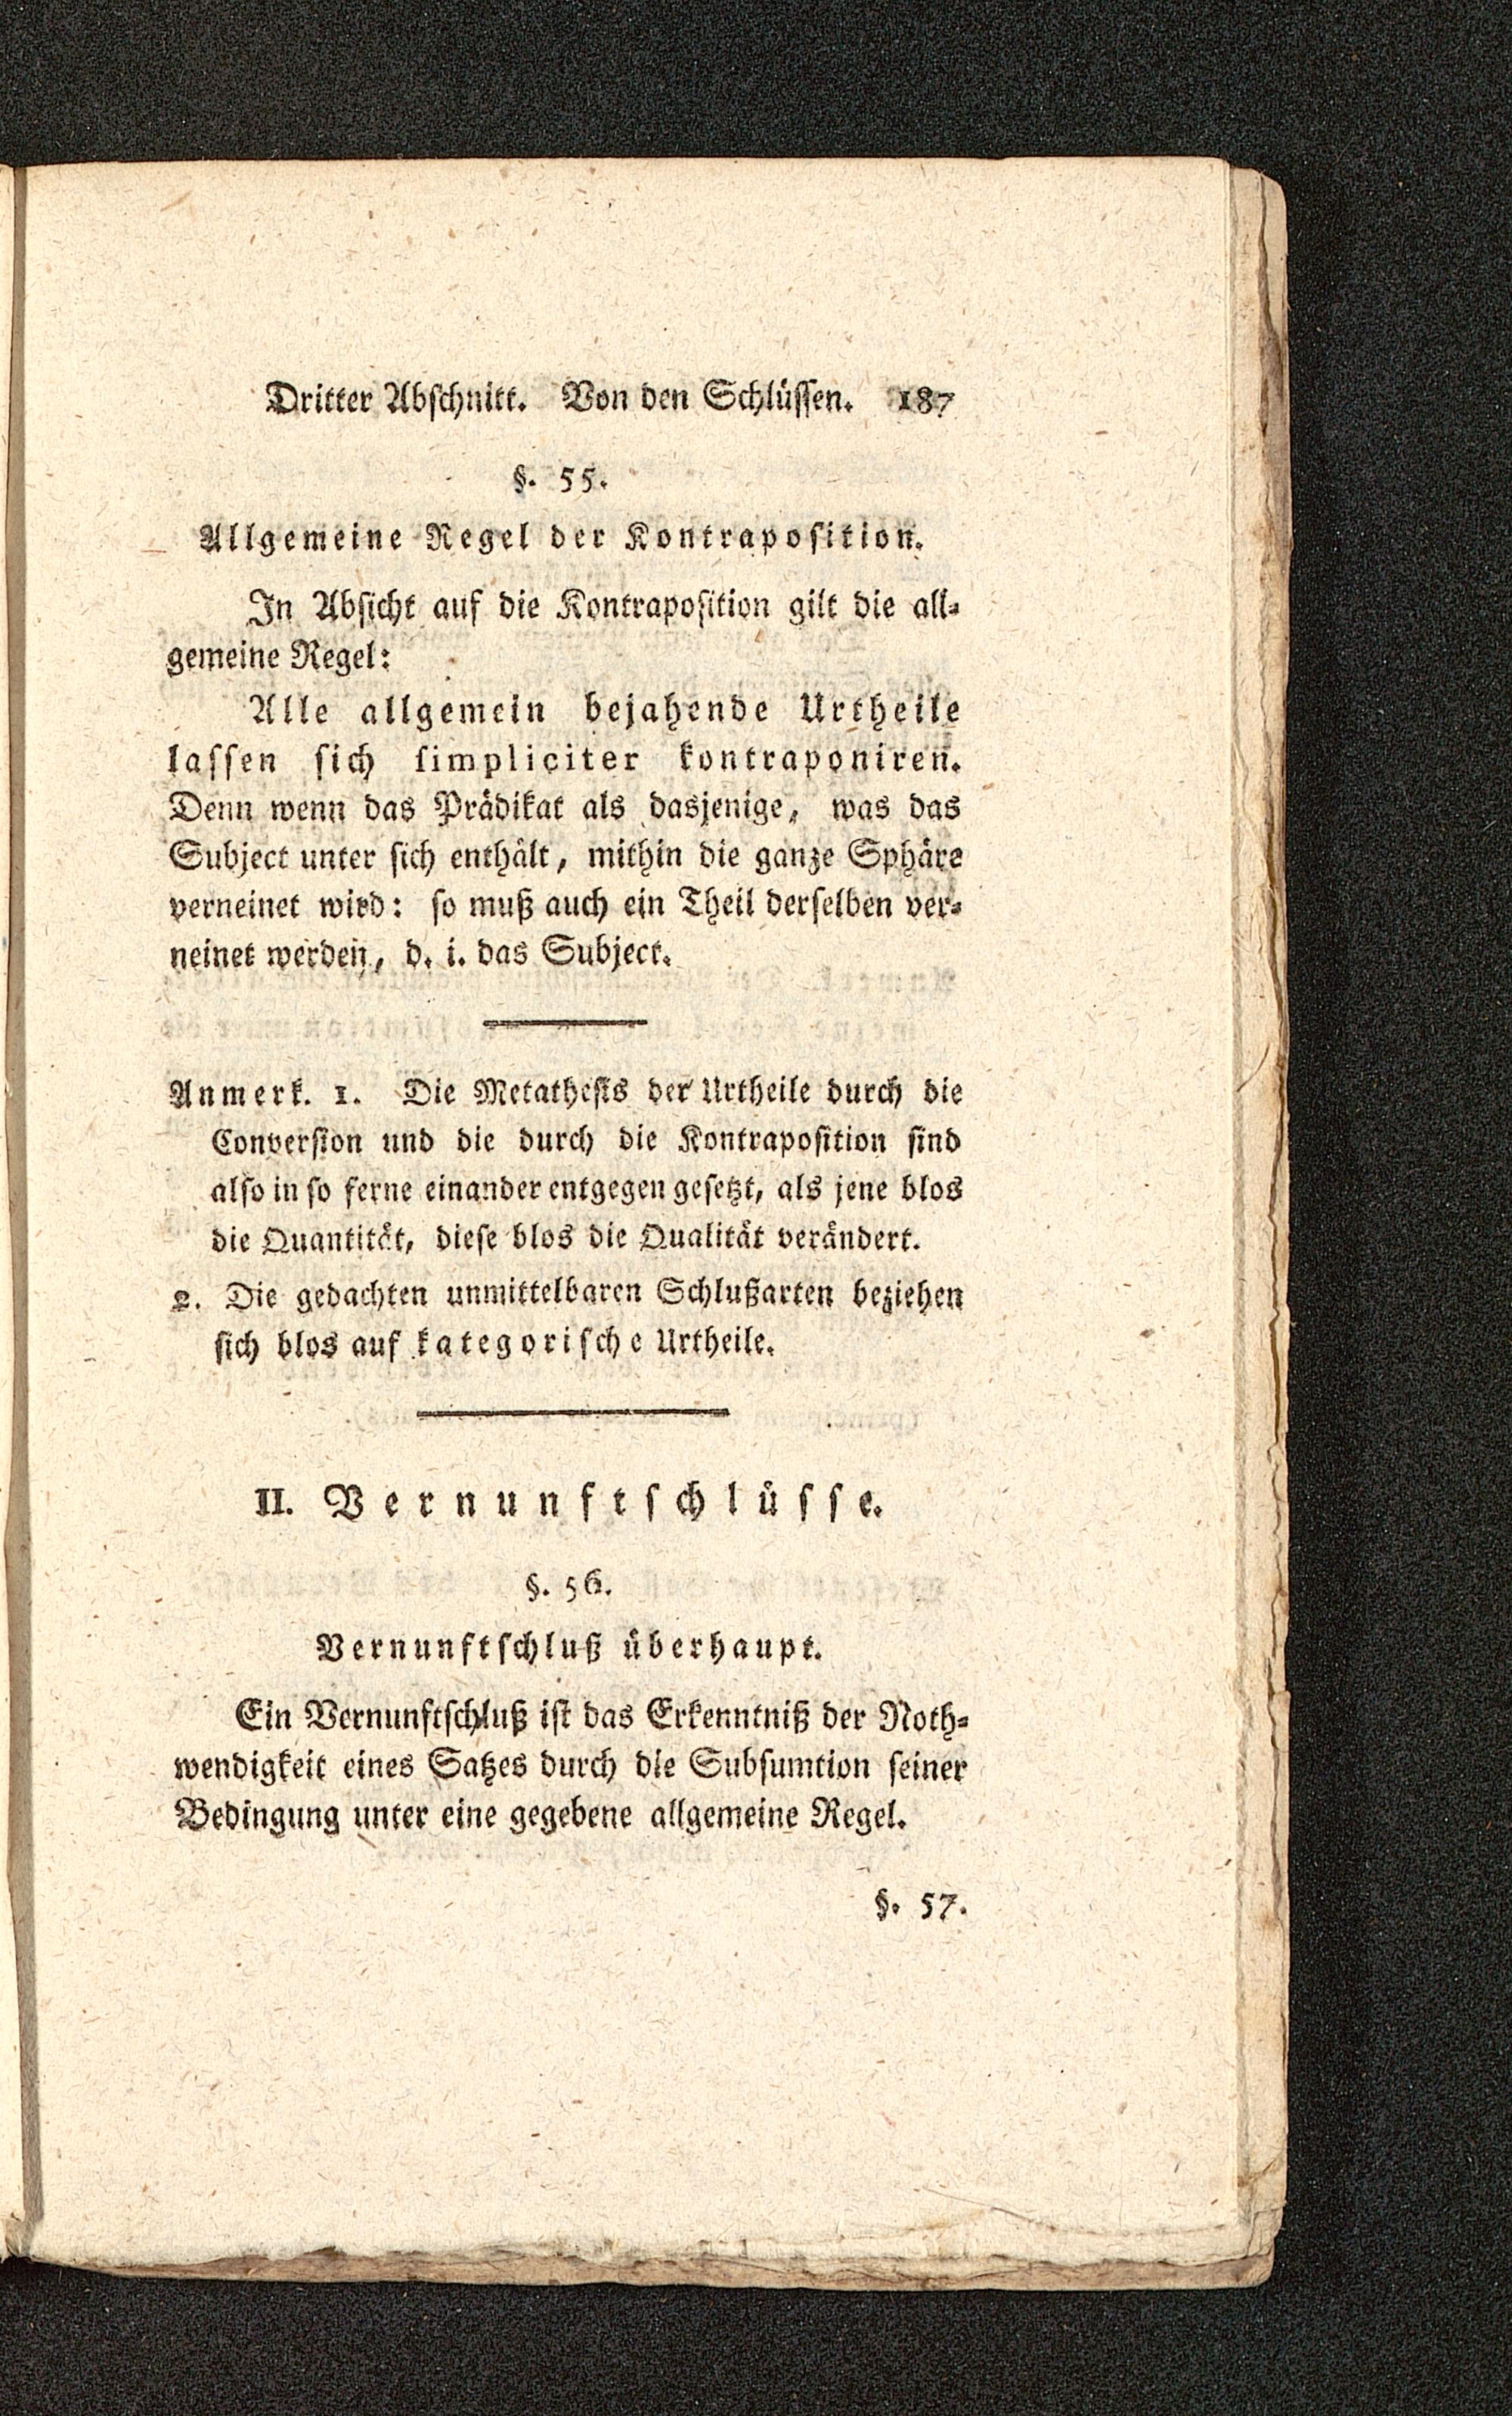 Dritter Abschnitt. Von den Schlüssen. 187
§. 55.
Allgemeine Regel der Kontraposition.
In Absicht auf die Kontraposition gilt die all-
gemeine Regel:
Alle allgemein bejahende Urtheile
lassen sich simpliciter kontraponiren.
Denn wenn das Prädikat als dasjenige, was das
Subject unter sich enthält, mithin die ganze Sphäre
verneinet wird: so muß auch ein Theil derselben ver-
neinet werden, d. i. das Subject.
Anmerk. 1. Die Metathesis der Urtheile durch die
Conversion und die durch die Kontraposition sind
also in so ferne einander entgegen gesetzt, als jene blos
die Quantität, diese blos die Qualität verändert.
2. Die gedachten unmittelbaren Schlußarten beziehen
sich blos auf kategorische Urtheile.
II. Vernunftschlüsse.
§. 56.
Vernunftschluß überhaupt.
Ein Vernunftschluß ist das Erkenntniß der Noth-
wendigkeit eines Satzes durch die Subsumtion seiner
Bedingung unter eine gegebene allgemeine Regel.
§. 57.